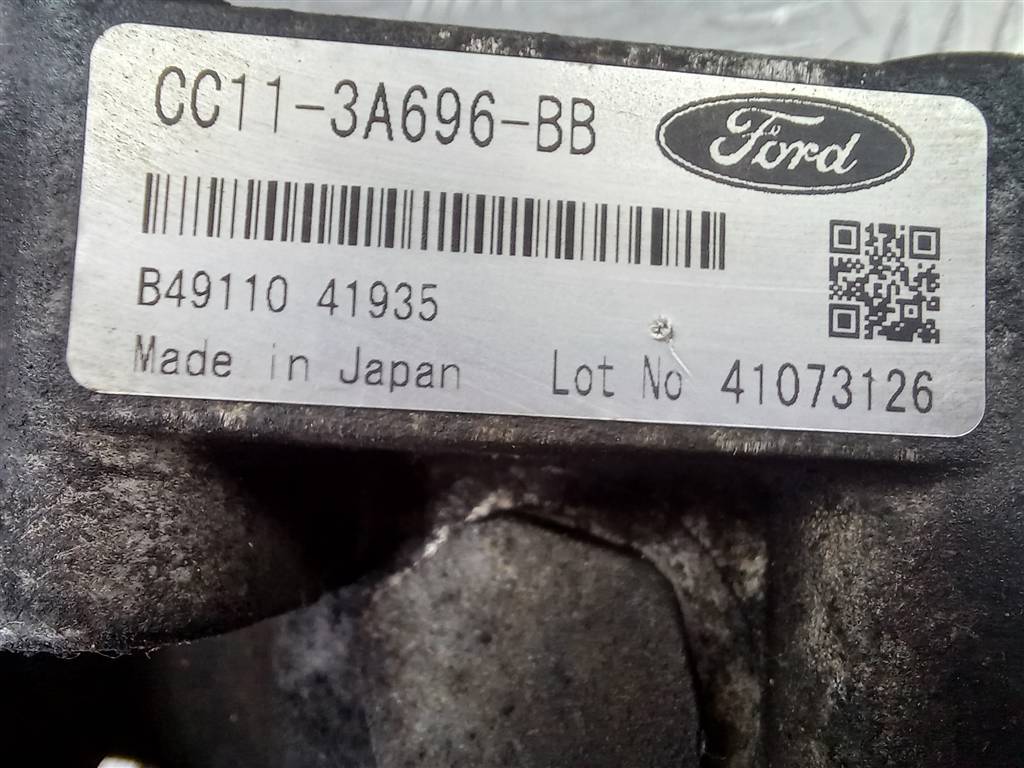 CC11-3A696-BB
Ford
B49110 41935
Made in Japan Lot No 41073126